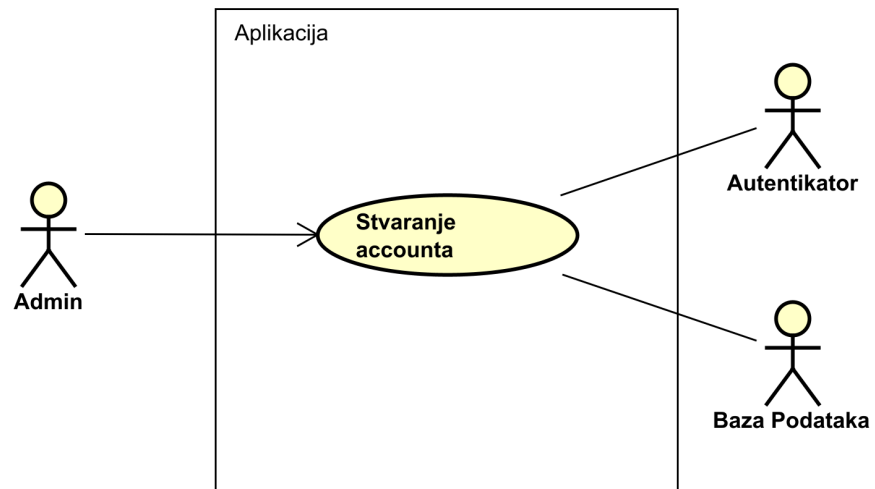 Aplikacija
Autentikator
Stvaranje
accounta
Admin
Baza Podataka